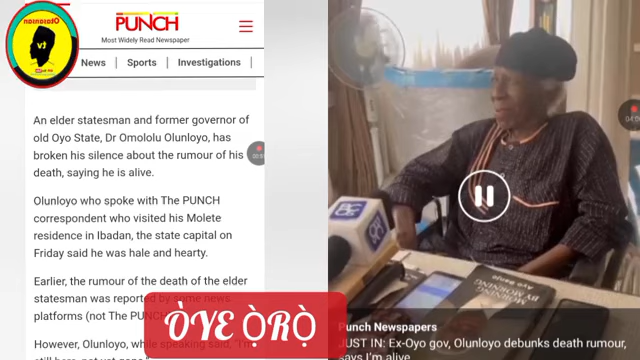 TV
PUNCH
Most Widely Read Newspaper
News | Sports | Investigations |
An elder statesman and former governor of
old Oyo State, Dr Omololu Olunloyo, has
broken his silence about the rumour of his
death, saying he is alive.
Olunloyo who spoke with The PUNCH
correspondent who visited his Molete
residence in Ibadan, the state capital on
Friday said he was hale and hearty.
Earlier, the rumour of the death of the elder
statesman was reported by some news
platforms (not The PUNCH
However, Olunloyo, while speaking said, "I'm
ÒYE Ọ̀RỌ̀
MORNING
BY MORNING
Punch Newspapers
JUST IN: Ex-Oyo gov, Olunloyo debunks death rumour,
says I'm alive